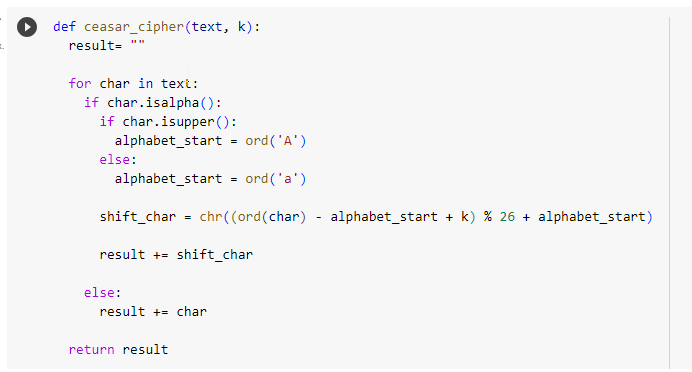 def ceasar_cipher(text, k):
  result= ""

  for char in text:
    if char.isalpha():
      if char.isupper():
        alphabet_start = ord('A')
      else:
        alphabet_start = ord('a')

      shift_char = chr((ord(char) - alphabet_start + k) % 26 + alphabet_start)

      result += shift_char

    else:
      result += char

  return result